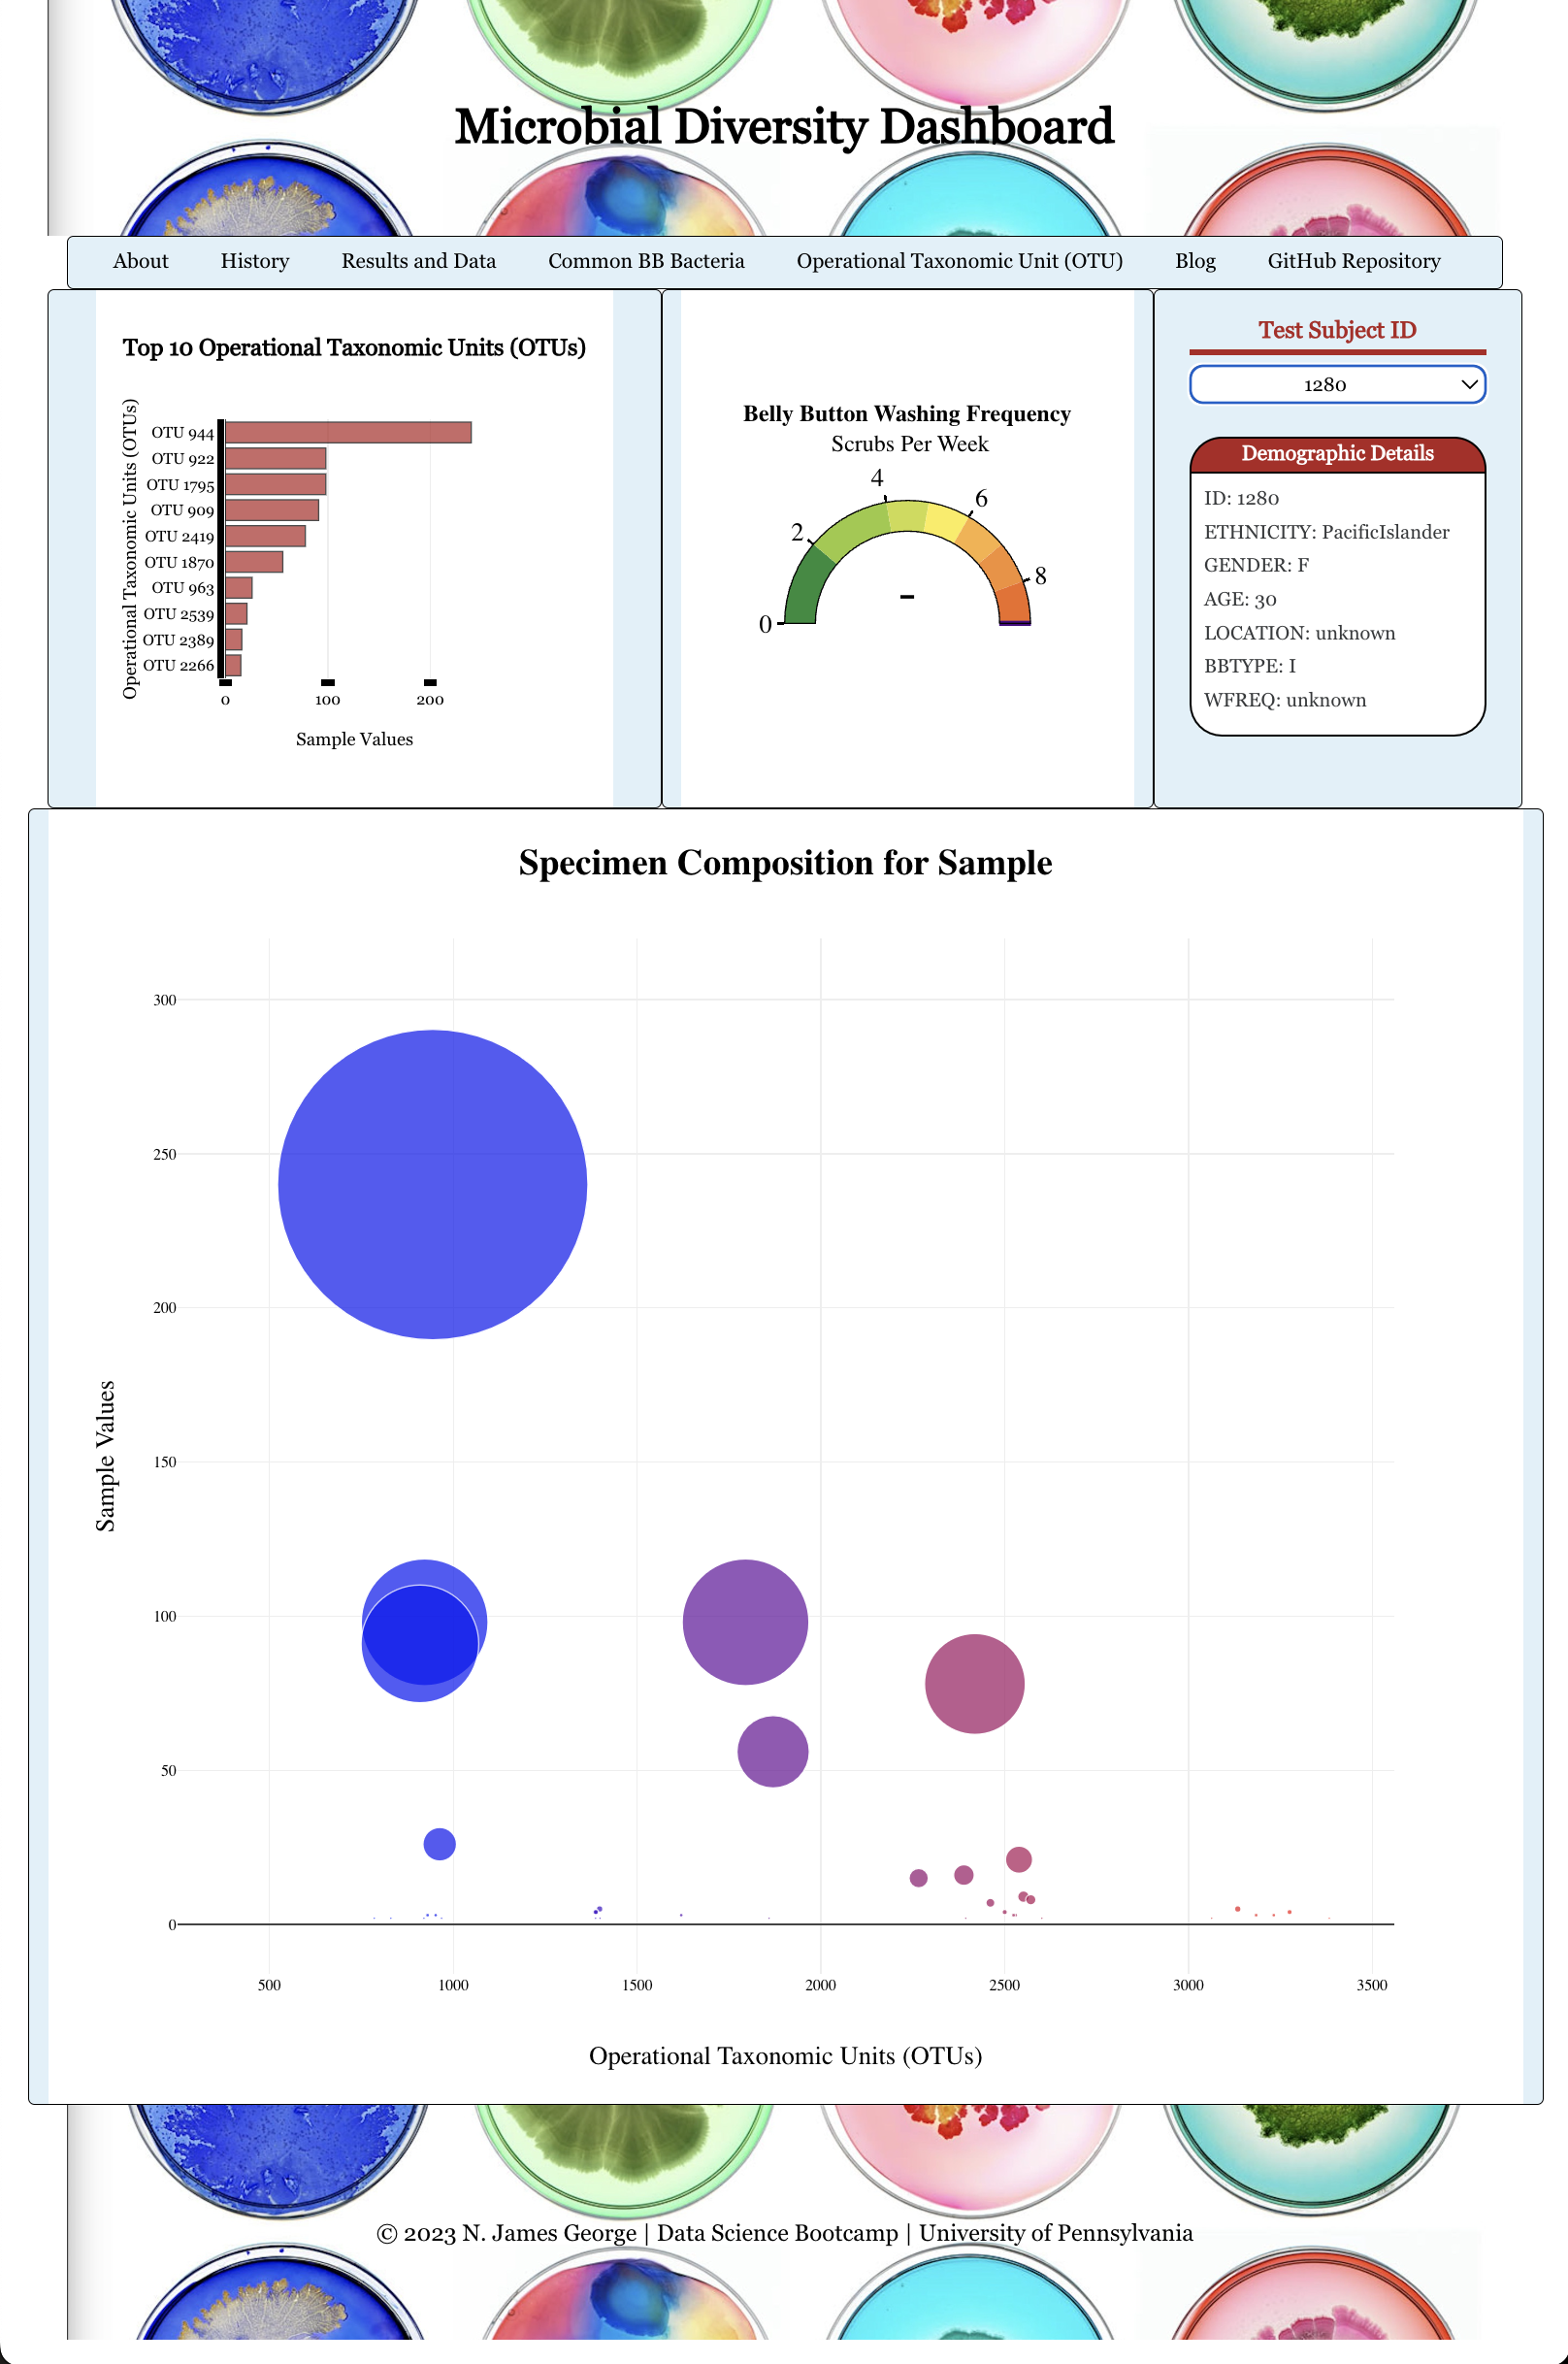 Microbial Diversity Dashboard
About History Results and Data Common BB Bacteria Operational Taxonomic Unit (OTU) Blog GitHub Repository
Top 10 Operational Taxonomic Units (OTUs)
Operational Taxonomic Units (OTUs)
OTU 944
OTU 922
OTU 1795
OTU 909
OTU 2419
OTU 1870
OTU 963
OTU 2539
OTU 2389
OTU 2266
0 100 200
Sample Values
Belly Button Washing Frequency
Scrubs Per Week
0
2
4
6
8
-
Test Subject ID
1280
Demographic Details
ID: 1280
ETHNICITY: PacificIslander
GENDER: F
AGE: 30
LOCATION: unknown
BBTYPE: I
WFREQ: unknown
Specimen Composition for Sample
Sample Values
300
250
200
150
100
50
0
500 1000 1500 2000 2500 3000 3500
Operational Taxonomic Units (OTUs)
© 2023 N. James George | Data Science Bootcamp | University of Pennsylvania